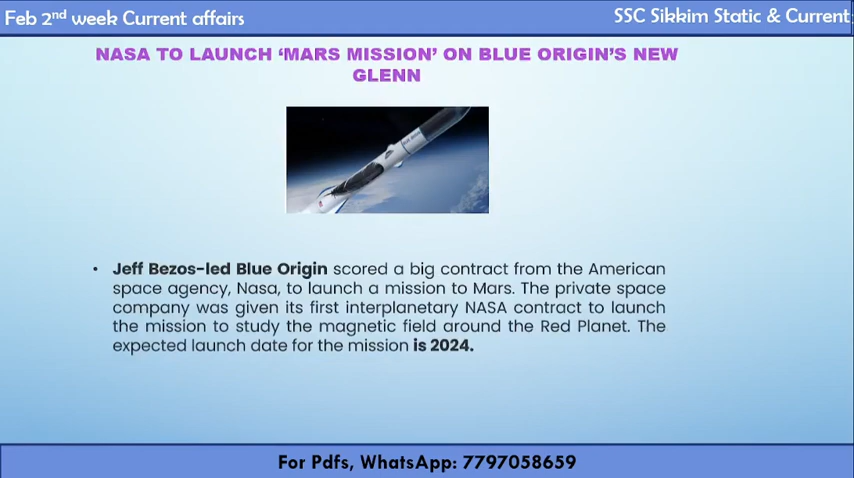 Feb 2nd week Current affairs
SSC Sikkim Static & Current
NASA TO LAUNCH ‘MARS MISSION’ ON BLUE ORIGIN’S NEW
GLENN
• Jeff Bezos-led Blue Origin scored a big contract from the American
space agency, Nasa, to launch a mission to Mars. The private space
company was given its first interplanetary NASA contract to launch
the mission to study the magnetic field around the Red Planet. The
expected launch date for the mission is 2024.
For Pdfs, WhatsApp: 7797058659